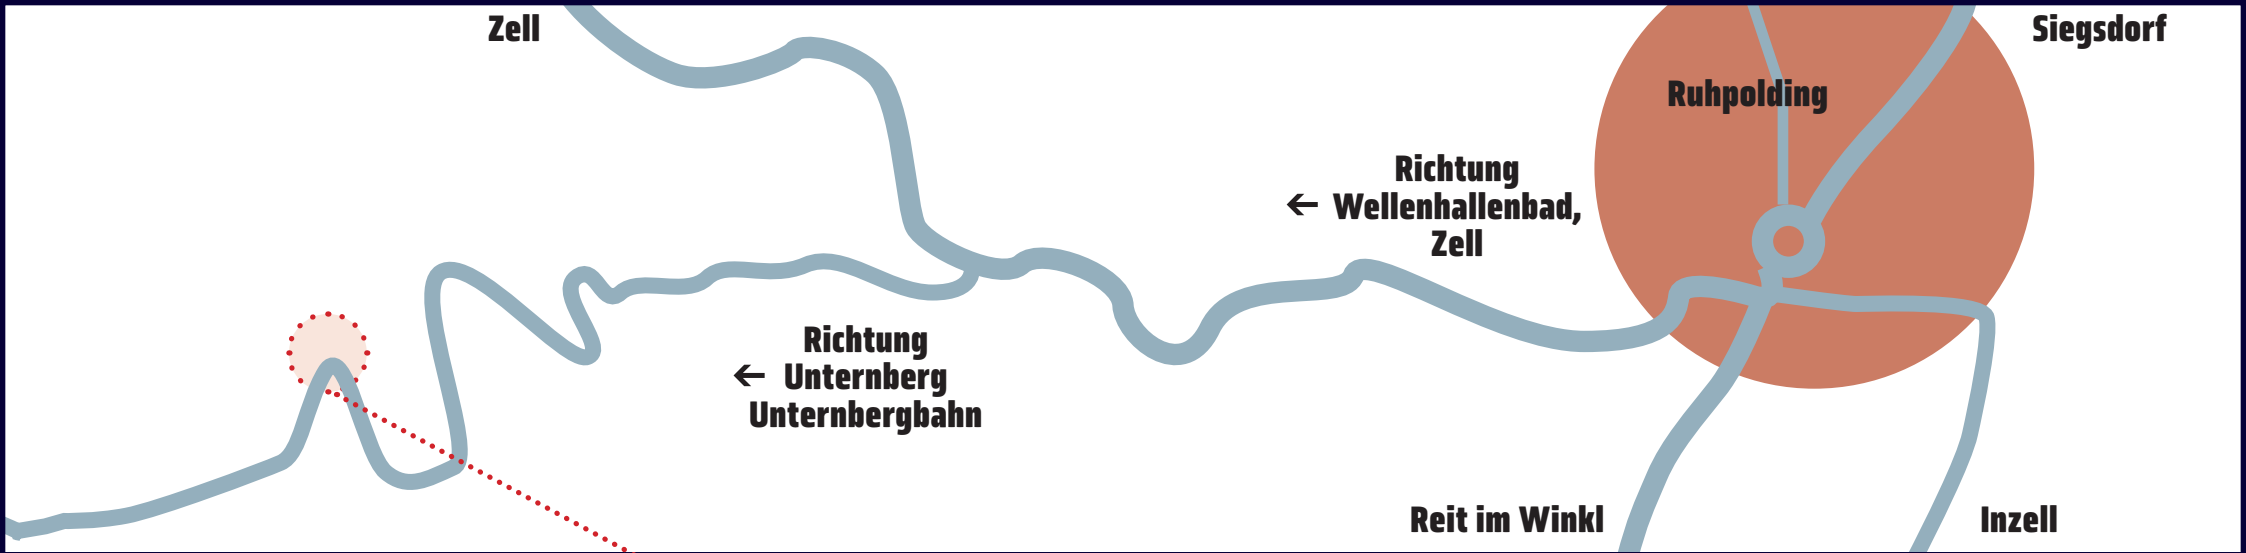 Zell
Siegsdorf
Ruhpolding
Richtung
← Wellenhallenbad,
Zell
Richtung
← Unternberg
Unternbergbahn
Reit im Winkl
Inzell